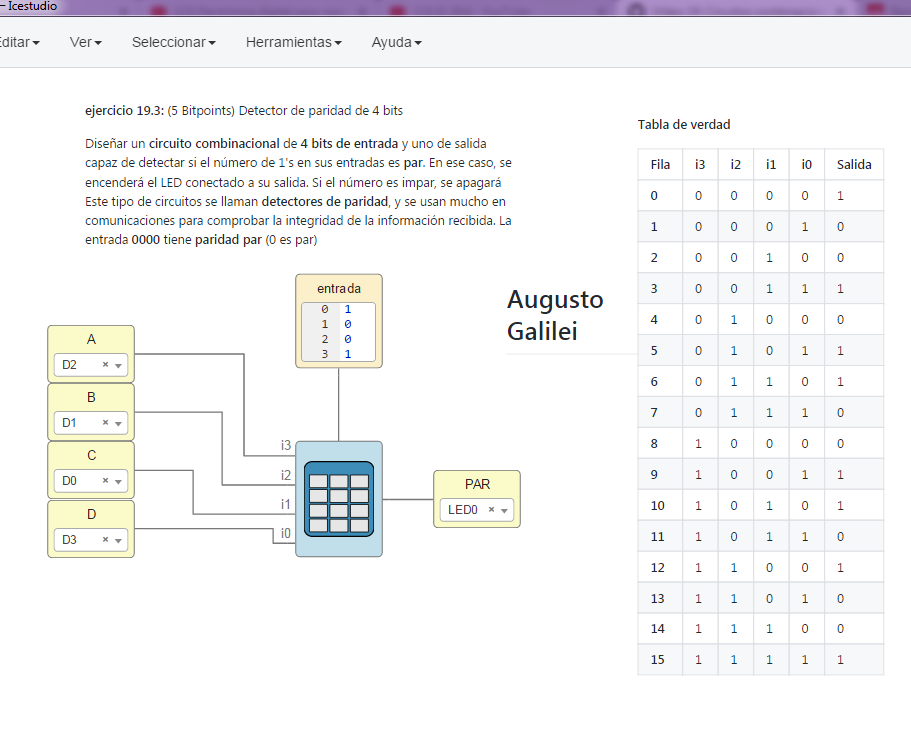 – Icestudio
ditar Ver Seleccionar Herramientas Ayuda
ejercicio 19.3: (5 Bitpoints) Detector de paridad de 4 bits
Diseñar un circuito combinacional de 4 bits de entrada y uno de salida
capaz de detectar si el número de 1's en sus entradas es par. En ese caso, se
encenderá el LED conectado a su salida. Si el número es impar, se apagará
Este tipo de circuitos se llaman detectores de paridad, y se usan mucho en
comunicaciones para comprobar la integridad de la información recibida. La
entrada 0000 tiene paridad par (0 es par)
entrada
0 1
1 0
2 0
3 1
Augusto
Galilei
A
D2 ×
B
D1 ×
C
D0 ×
D
D3 ×
i3
i2
i1
i0
PAR
LED0 ×
Tabla de verdad
Fila i3 i2 i1 i0 Salida
0 0 0 0 0 1
1 0 0 0 1 0
2 0 0 1 0 0
3 0 0 1 1 1
4 0 1 0 0 0
5 0 1 0 1 1
6 0 1 1 0 1
7 0 1 1 1 0
8 1 0 0 0 0
9 1 0 0 1 1
10 1 0 1 0 1
11 1 0 1 1 0
12 1 1 0 0 1
13 1 1 0 1 0
14 1 1 1 0 0
15 1 1 1 1 1